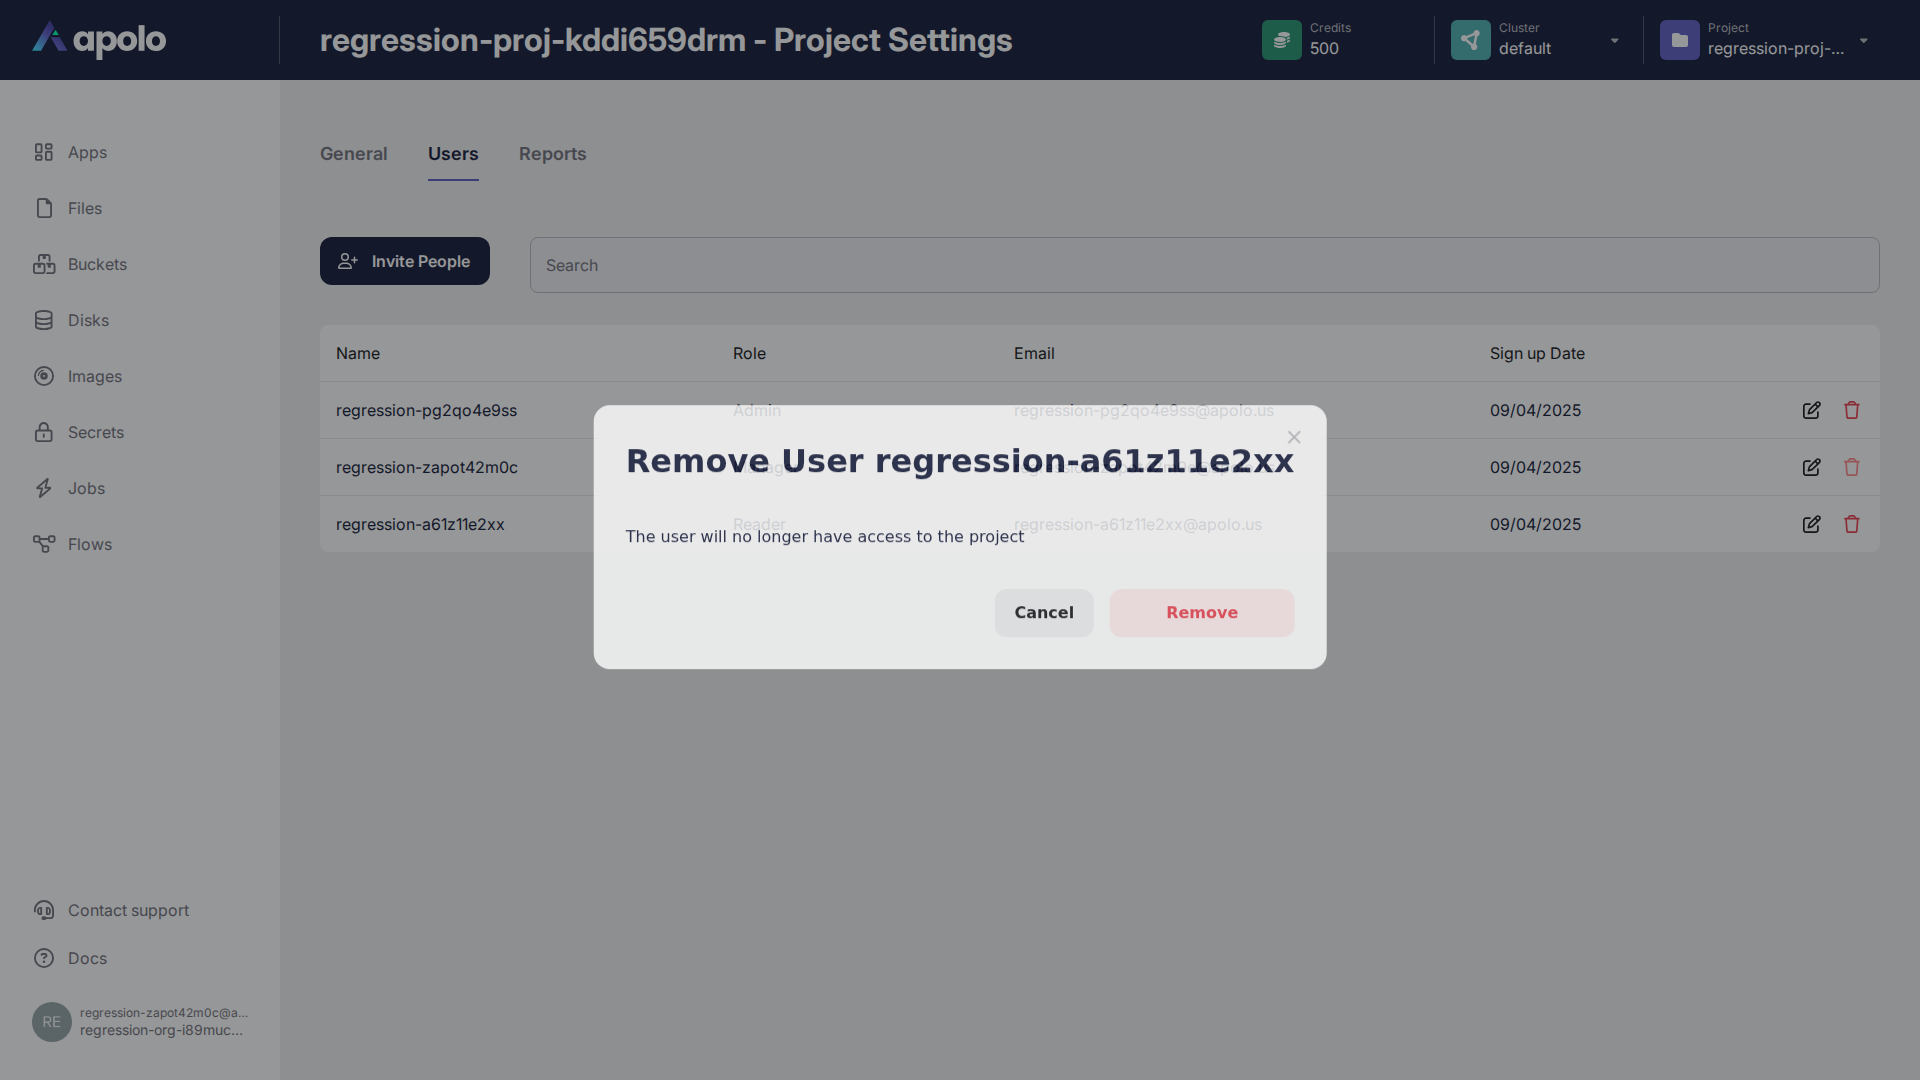 apolo
regression-proj-kddi659drm - Project Settings
Credits
500
Cluster
default
Project
regression-proj-...
Apps
Files
Buckets
Disks
Images
Secrets
Jobs
Flows
General
Users
Reports
Invite People
Search
Name
Role
Email
Sign up Date
regression-pg2qo4e9ss
Admin
regression-pg2qo4e9ss@apolo.us
09/04/2025
regression-zapot42m0c
09/04/2025
regression-a61z11e2xx
Reader
regression-a61z11e2xx@apolo.us
09/04/2025
Remove User regression-a61z11e2xx
The user will no longer have access to the project
Cancel
Remove
Contact support
Docs
RE
regression-zapot42m0c@a...
regression-org-i89muc...